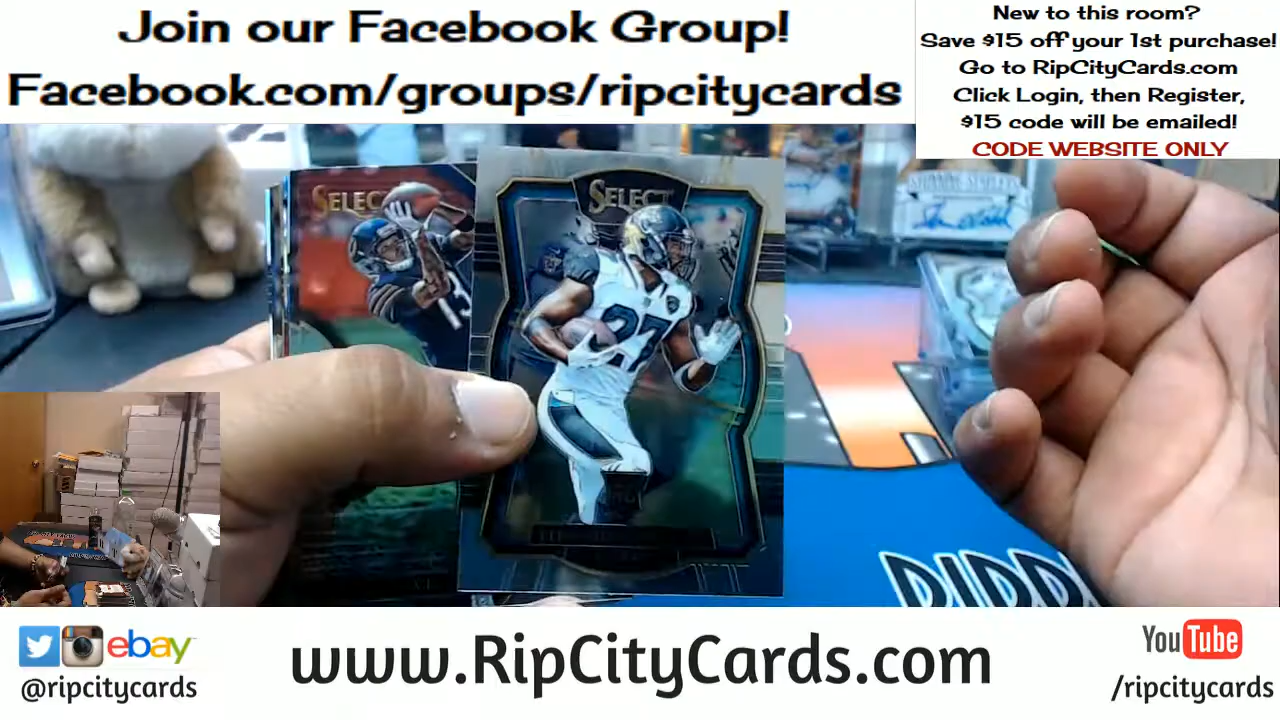 Join our Facebook Group!
Facebook.com/groups/ripcitycards
New to this room?
Save $15 off your 1st purchase!
Go to RipCityCards.com
Click Login, then Register,
$15 code will be emailed!
CODE WEBSITE ONLY
SELECT
13
SELECT
27
ebay
@ripcitycards
www.RipCityCards.com
YouTube
/ripcitycards